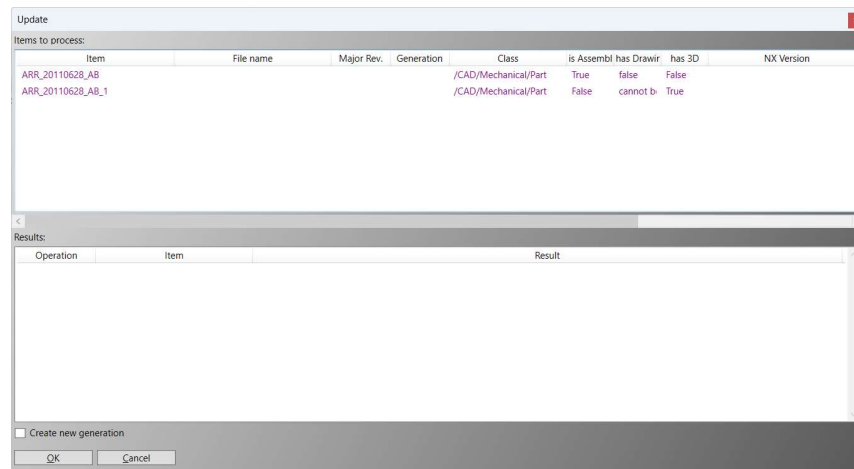 Update
Items to process:
Item File name Major Rev. Generation Class is Assembl has Drawin has 3D NX Version
ARR_20110628_AB /CAD/Mechanical/Part True false False
ARR_20110628_AB_1 /CAD/Mechanical/Part False cannot b True
Results:
Operation Item Result
Create new generation
OK Cancel